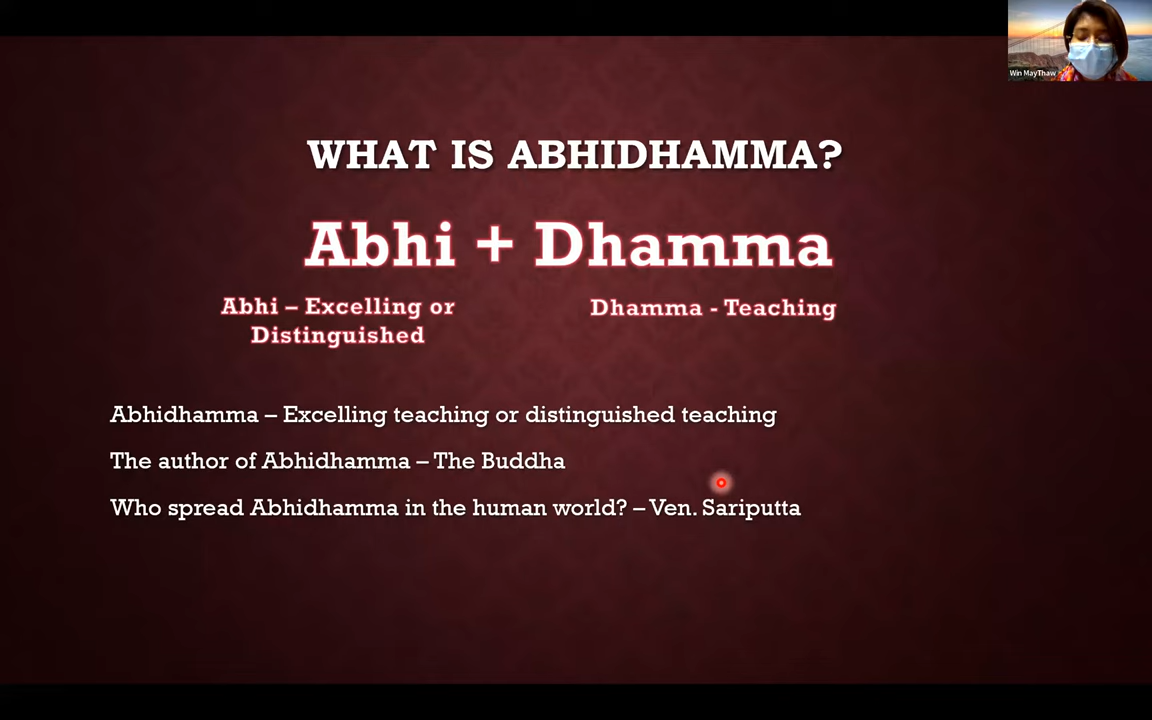 Win MayThaw
WHAT IS ABHIDHAMMA?
Abhi + Dhamma
Abhi – Excelling or
Distinguished
Dhamma - Teaching
Abhidhamma – Excelling teaching or distinguished teaching
The author of Abhidhamma – The Buddha
Who spread Abhidhamma in the human world? – Ven. Sariputta